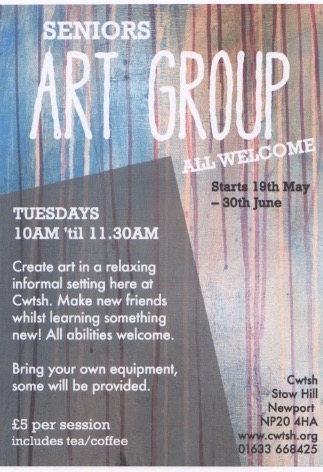 SENIORS
ART GROUP
ALL WELCOME
Starts 19th May
– 30th June
TUESDAYS
10AM 'til 11.30AM
Create art in a relaxing
informal setting here at
Cwtsh. Make new friends
whilst learning something
new! All abilities welcome.
Bring your own equipment,
some will be provided.
£5 per session
includes tea/coffee
Cwtsh
Stow Hill
Newport
NP20 4HA
www.cwtsh.org
01633 668425